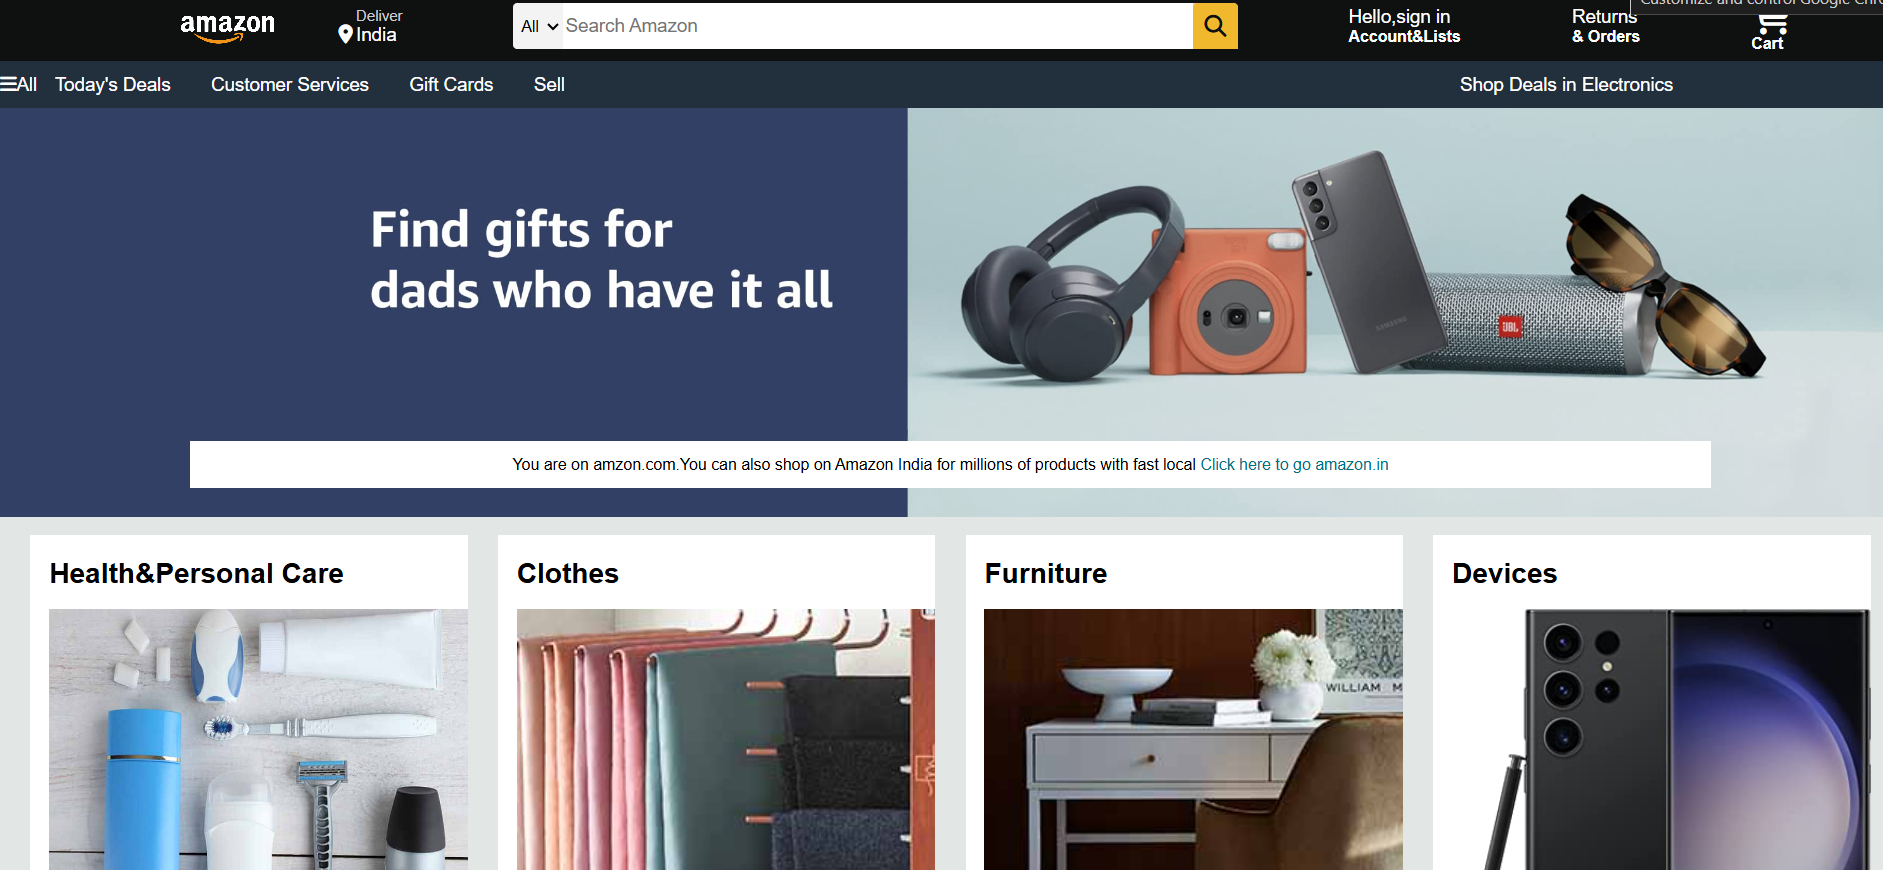 Customize and control Google Chro
amazon
Deliver
India
All
Search Amazon
Hello,sign in
Account&Lists
Returns
& Orders
Cart
All
Today's Deals
Customer Services
Gift Cards
Sell
Shop Deals in Electronics
Find gifts for
dads who have it all
SAMSUNG
JBL
You are on amzon.com.You can also shop on Amazon India for millions of products with fast local Click here to go amazon.in
Health&Personal Care
Clothes
Furniture
Devices
WILLIAM M